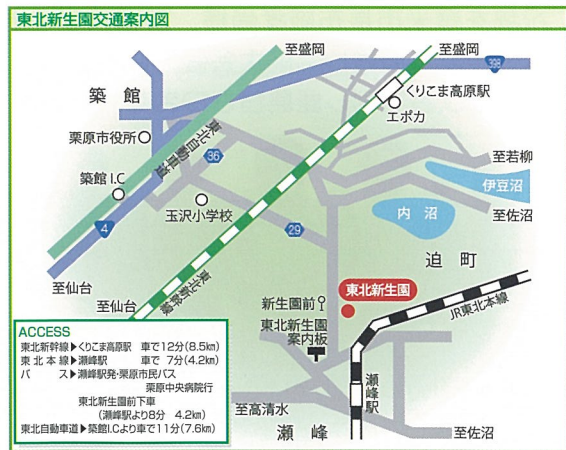 東北新生園交通案内図
至盛岡
至盛岡
398
築館
くりこま高原駅
エポカ
栗原市役所
東北自動車道
36
至若柳
築館I.C
伊豆沼
玉沢小学校
内沼
至佐沼
4
29
迫町
至仙台
東北新幹線
東北新生園
至仙台
新生園前
JR東北本線
東北新生園
案内板
瀬峰駅
至高清水
瀬峰
至佐沼
ACCESS
東北新幹線▶くりこま高原駅 車で12分(8.5km)
東北本線▶瀬峰駅 車で 7分(4.2km)
バス▶瀬峰駅発・栗原市民バス
栗原中央病院行
東北新生園前下車
(瀬峰駅より8分 4.2km)
東北自動車道▶築館I.Cより車で11分(7.6km)